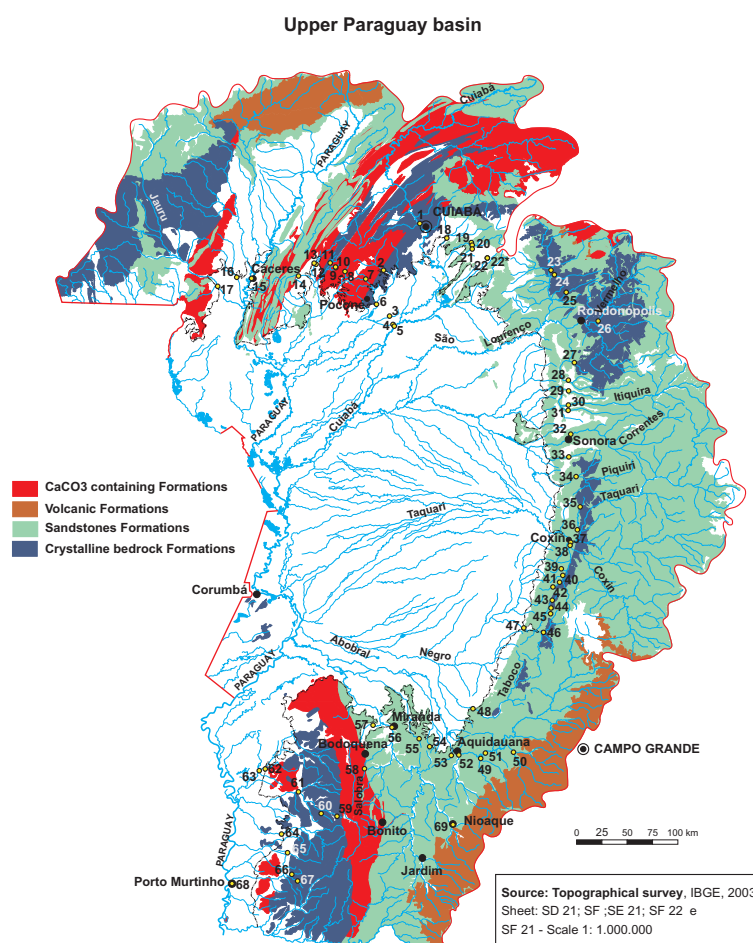 Upper Paraguay basin
Cuiabá
PARAGUAY
Jauru
1
CUIABÁ
18
19
20
21
22
22*
23
24
25
Vermelho
Rondonópolis
26
13
11
10
12
9
8
7
2
16
17
Cáceres
15
14
Poconé
6
3
4
5
São
Lourenço
27
28
29
30
31
Itiquira
Correntes
32
Sonora
33
34
Piquiri
Taquari
35
36
PARAGUAY
Cuiabá
CaCO3 containing Formations
Volcanic Formations
Sandstones Formations
Crystalline bedrock Formations
Taquari
Coxim
37
38
39
40
41
42
43
44
45
46
47
Coxin
Corumbá
Abobral
Negro
PARAGUAY
Taboco
48
57
Miranda
56
55
54
Aquidauana
53
52
49
51
50
CAMPO GRANDE
Bodoquena
58
Salobra
63
62
61
60
59
Bonito
69
Nioaque
64
65
66
67
PARAGUAY
Porto Murtinho
68
Jardim
0 25 50 75 100 km
Source: Topographical survey, IBGE, 2003
Sheet: SD 21; SF ;SE 21; SF 22 e
SF 21 - Scale 1: 1.000.000